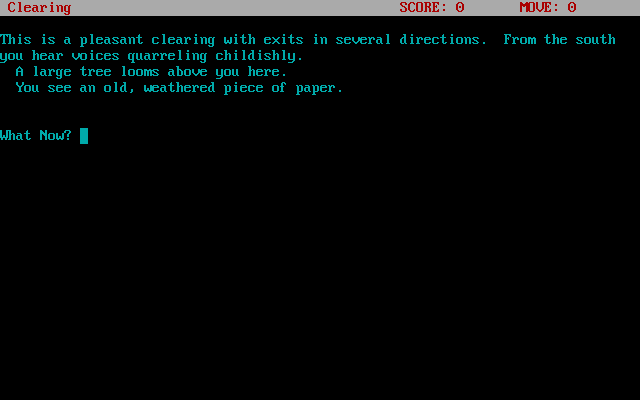 Clearing SCORE: 0 MOVE: 0
This is a pleasant clearing with exits in several directions.  From the south
you hear voices quarreling childishly.
A large tree looms above you here.
You see an old, weathered piece of paper.
What Now?